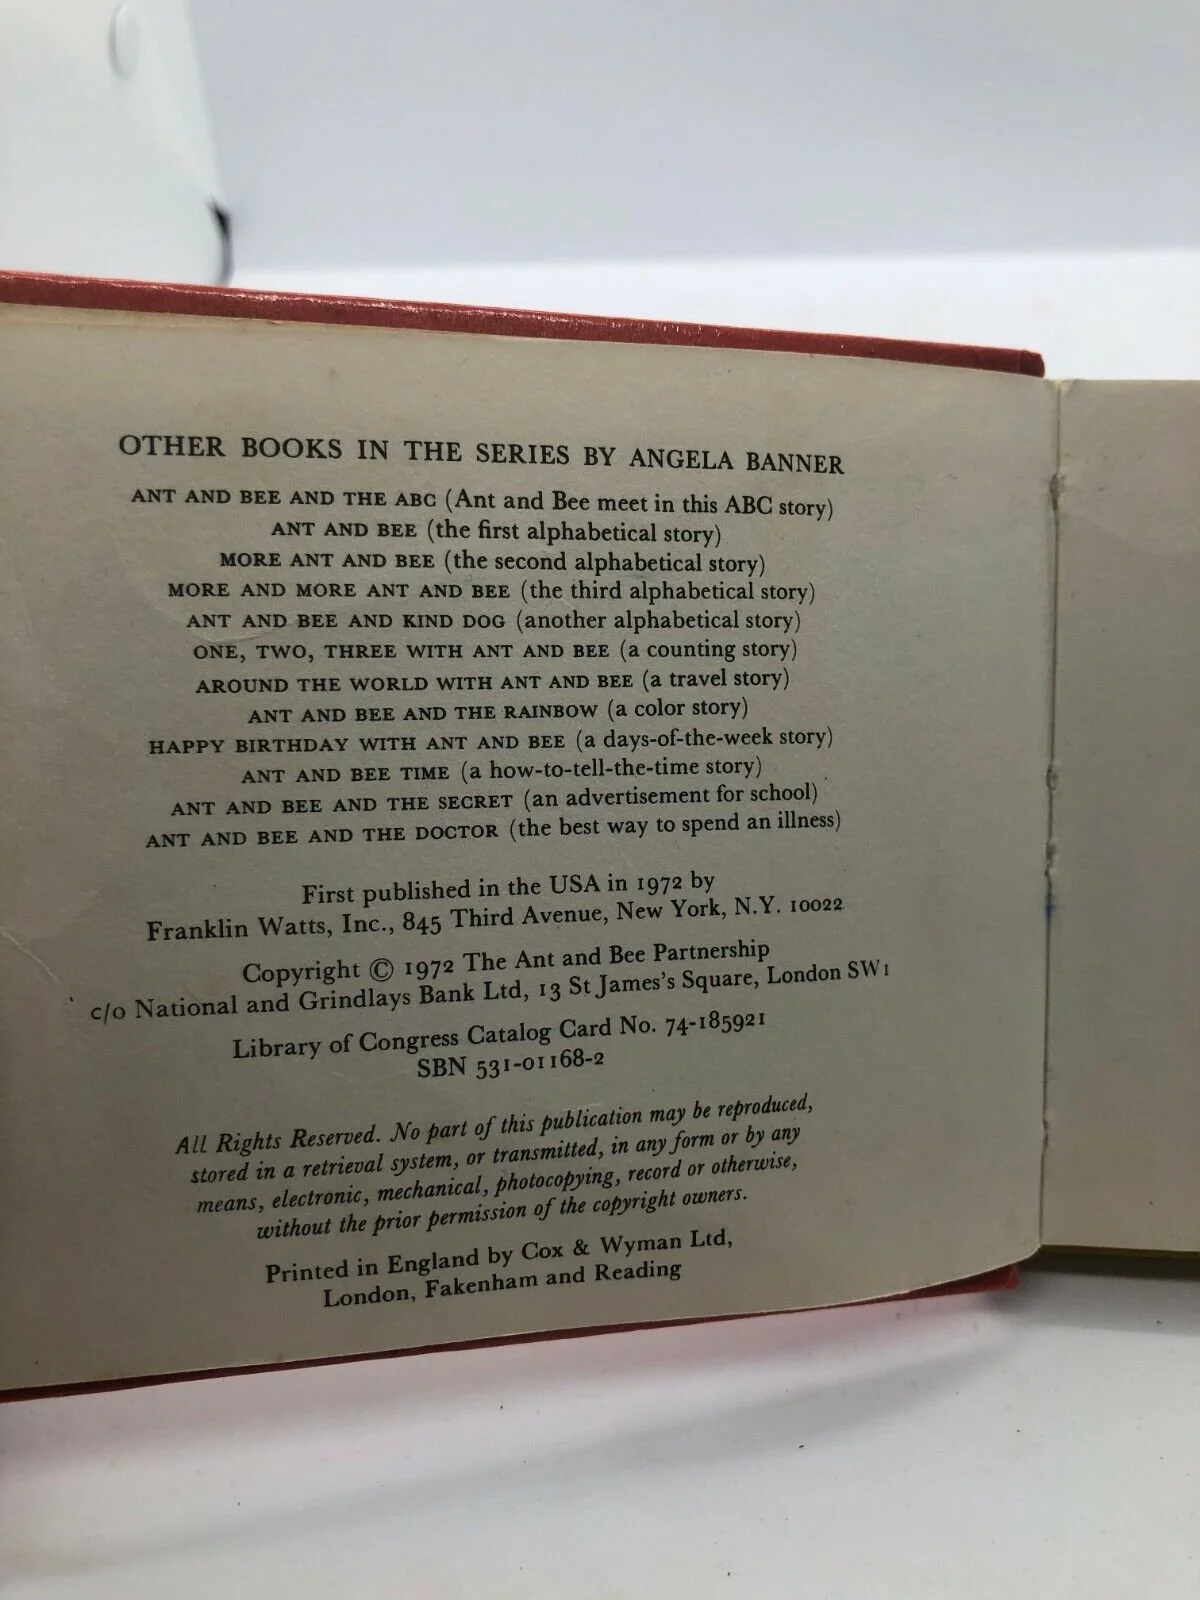 OTHER BOOKS IN THE SERIES BY ANGELA BANNER
ANT AND BEE AND THE ABC (Ant and Bee meet in this ABC story)
ANT AND BEE (the first alphabetical story)
MORE ANT AND BEE (the second alphabetical story)
MORE AND MORE ANT AND BEE (the third alphabetical story)
ANT AND BEE AND KIND DOG (another alphabetical story)
ONE, TWO, THREE WITH ANT AND BEE (a counting story)
AROUND THE WORLD WITH ANT AND BEE (a travel story)
ANT AND BEE AND THE RAINBOW (a color story)
HAPPY BIRTHDAY WITH ANT AND BEE (a days-of-the-week story)
ANT AND BEE TIME (a how-to-tell-the-time story)
ANT AND BEE AND THE SECRET (an advertisement for school)
ANT AND BEE AND THE DOCTOR (the best way to spend an illness)
First published in the USA in 1972 by
Franklin Watts, Inc., 845 Third Avenue, New York, N.Y. 10022
Copyright © 1972 The Ant and Bee Partnership
c/o National and Grindlays Bank Ltd, 13 St James's Square, London SW1
Library of Congress Catalog Card No. 74-185921
SBN 531-01168-2
All Rights Reserved. No part of this publication may be reproduced,
stored in a retrieval system, or transmitted, in any form or by any
means, electronic, mechanical, photocopying, record or otherwise,
without the prior permission of the copyright owners.
Printed in England by Cox & Wyman Ltd,
London, Fakenham and Reading